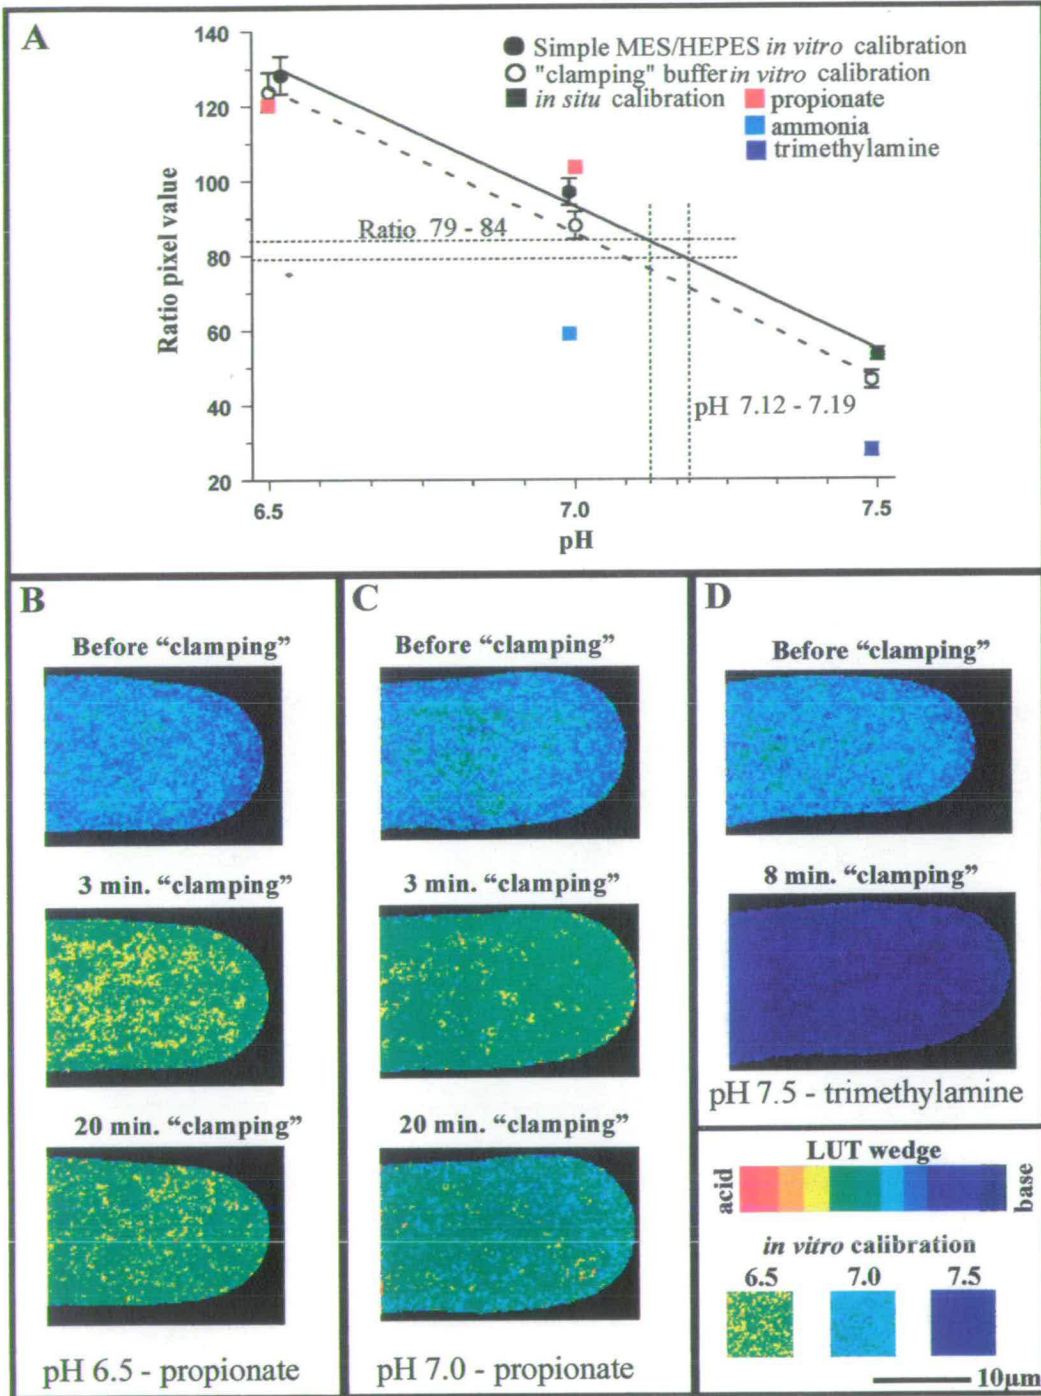 A
140
120
100
80
60
40
20
Ratio pixel value
Simple MES/HEPES in vitro calibration
"clamping" buffer in vitro calibration
in situ calibration
propionate
ammonia
trimethylamine
Ratio 79 - 84
pH 7.12 - 7.19
6.5
7.0
7.5
pH
B
Before “clamping”
3 min. “clamping”
20 min. “clamping”
pH 6.5 - propionate
C
Before “clamping”
3 min. “clamping”
20 min. “clamping”
pH 7.0 - propionate
D
Before “clamping”
8 min. “clamping”
pH 7.5 - trimethylamine
LUT wedge
acid
base
in vitro calibration
6.5 7.0 7.5
10µm